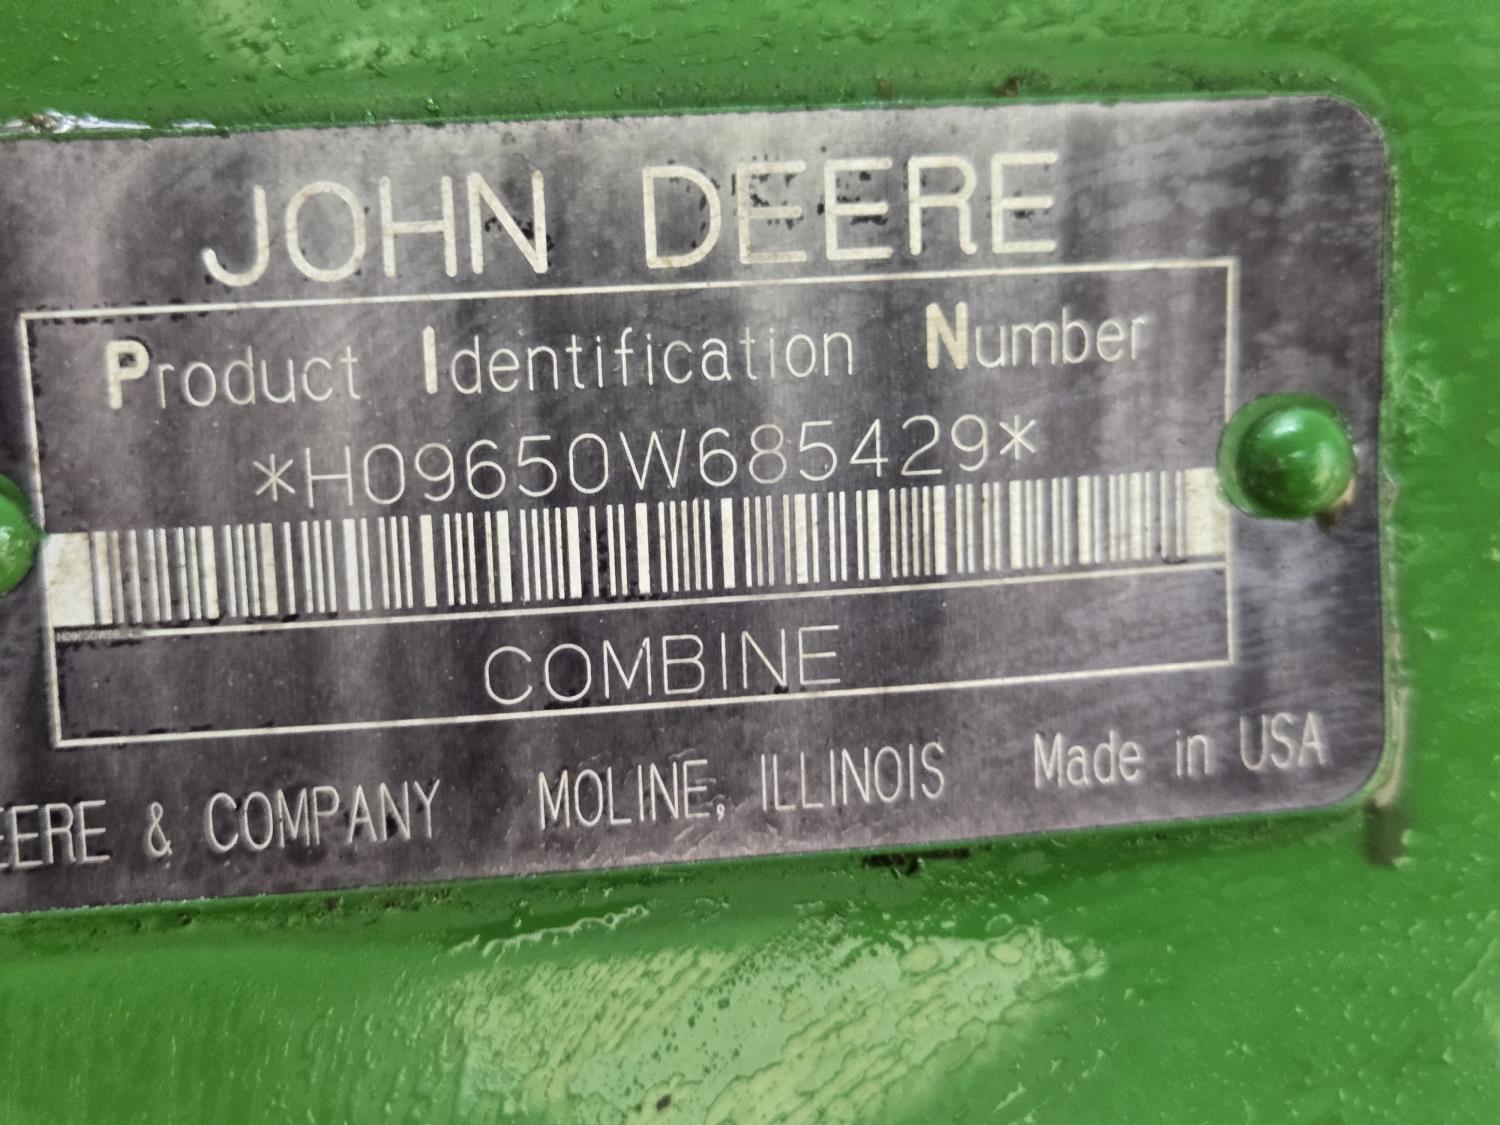 JOHN DEERE
Product Identification Number
*H09650W685429*
COMBINE
EERE & COMPANY MOLINE, ILLINOIS Made in USA